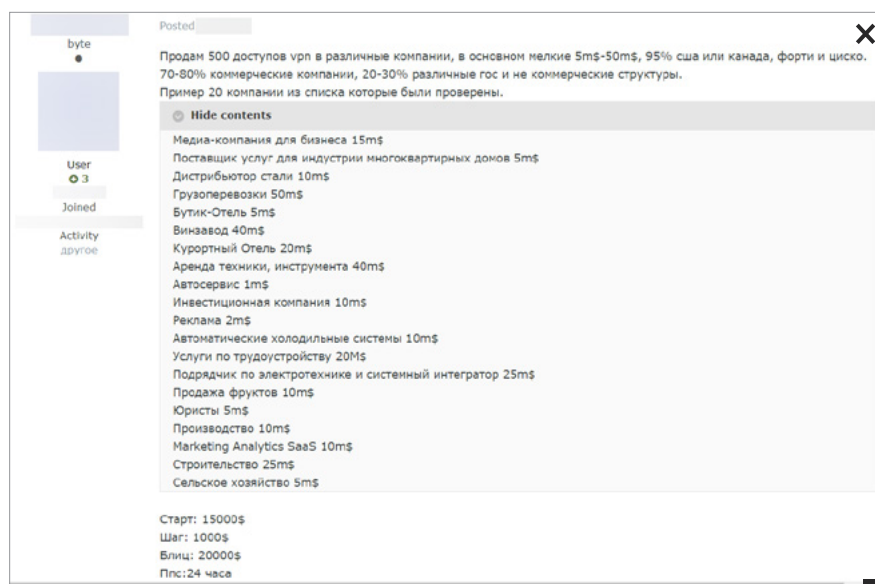 Posted
byte
Продам 500 доступов vpn в различные компании, в основном мелкие 5m$-50m$, 95% сша или канада, форти и циско.
70-80% коммерческие компании, 20-30% различные гос и не коммерческие структуры.
Пример 20 компании из списка которые были проверены.
Hide contents
Медиа-компания для бизнеса 15m$
Поставщик услуг для индустрии многоквартирных домов 5m$
User
3
Дистрибьютор стали 10m$
Грузоперевозки 50m$
Joined
Бутик-Отель 5m$
Винзавод 40m$
Activity
другое
Курортный Отель 20m$
Аренда техники, инструмента 40m$
Автосервис 1m$
Инвестиционная компания 10m$
Реклама 2m$
Автоматические холодильные системы 10m$
Услуги по трудоустройству 20M$
Подрядчик по электротехнике и системный интегратор 25m$
Продажа фруктов 10m$
Юристы 5m$
Производство 10m$
Marketing Analytics SaaS 10m$
Строительство 25m$
Сельское хозяйство 5m$
Старт: 15000$
Шаг: 1000$
Блиц: 20000$
Ппс:24 часа